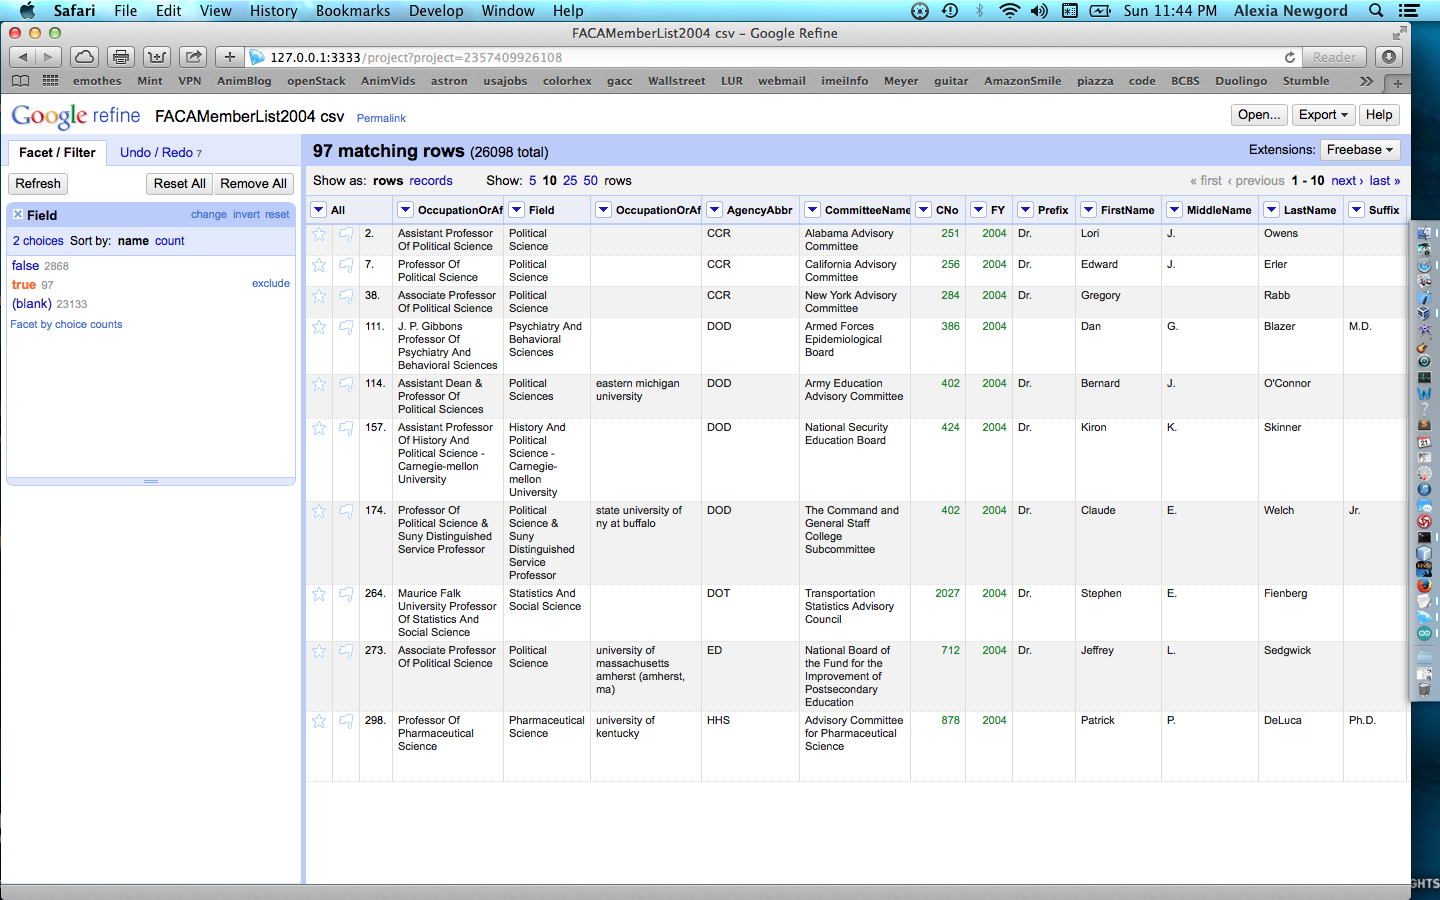 Safari File Edit View History Bookmarks Develop Window Help Sun 11:44 PM Alexia Newgord
FACAMemberList2004 csv – Google Refine
127.0.0.1:3333/project?project=2357409926108 Reader
emothes Mint VPN AnimBlog openStack AnimVids astron usajobs colorhex gacc Wallstreet LUR webmail imeiInfo Meyer guitar AmazonSmile piazza code BCBS Duolingo Stumble
Google refine FACAMemberList2004 csv Permalink Open... Export Help
Facet / Filter Undo / Redo 7 97 matching rows (26098 total) Extensions: Freebase
Refresh Reset All Remove All Show as: rows records Show: 5 10 25 50 rows « first ‹ previous 1 - 10 next › last »
Field change invert reset
2 choices Sort by: name count
false 2868
true 97 exclude
(blank) 23133
Facet by choice counts
All OccupationOrAf Field OccupationOrAf AgencyAbbr CommitteeName CNo FY Prefix FirstName MiddleName LastName Suffix
2. Assistant Professor Political CCR Alabama Advisory 251 2004 Dr. Lori J. Owens
Of Political Science Science Committee
7. Professor Of Political CCR California Advisory 256 2004 Dr. Edward J. Erler
Political Science Science Committee
38. Associate Professor Political CCR New York Advisory 284 2004 Dr. Gregory Rabb
Of Political Science Science Committee
111. J. P. Gibbons Psychiatry And DOD Armed Forces 386 2004 Dan G. Blazer M.D.
Professor Of Behavioral Epidemiological
Psychiatry And Sciences Board
Behavioral Sciences
114. Assistant Dean & Political eastern michigan DOD Army Education 402 2004 Dr. Bernard J. O'Connor
Professor Of Sciences university Advisory Committee
Political Sciences
157. Assistant Professor History And DOD National Security 424 2004 Dr. Kiron K. Skinner
Of History And Political Education Board
Political Science - Science -
Carnegie-mellon Carnegie-
University mellon
University
174. Professor Of Political state university of DOD The Command and 402 2004 Dr. Claude E. Welch Jr.
Political Science & Science & ny at buffalo General Staff
Suny Distinguished Suny College
Service Professor Distinguished Subcommittee
Service
Professor
264. Maurice Falk Statistics And DOT Transportation 2027 2004 Dr. Stephen E. Fienberg
University Professor Social Science Statistics Advisory
Of Statistics And Council
Social Science
273. Associate Professor Political university of ED National Board of 712 2004 Dr. Jeffrey L. Sedgwick
Of Political Science Science massachusetts the Fund for the
amherst (amherst, Improvement of
ma) Postsecondary
Education
298. Professor Of Pharmaceutical university of HHS Advisory Committee 878 2004 Patrick P. DeLuca Ph.D.
Pharmaceutical Science kentucky for Pharmaceutical
Science Science
GHTS